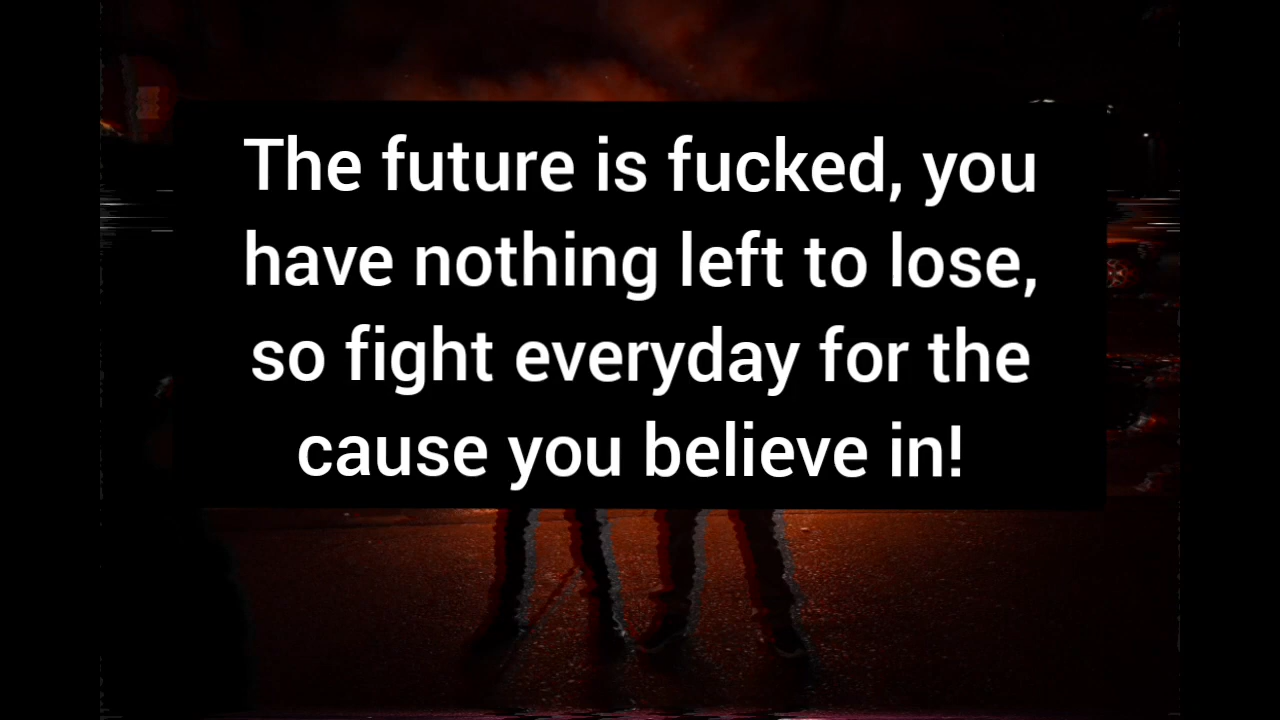 The future is fucked, you
have nothing left to lose,
so fight everyday for the
cause you believe in!